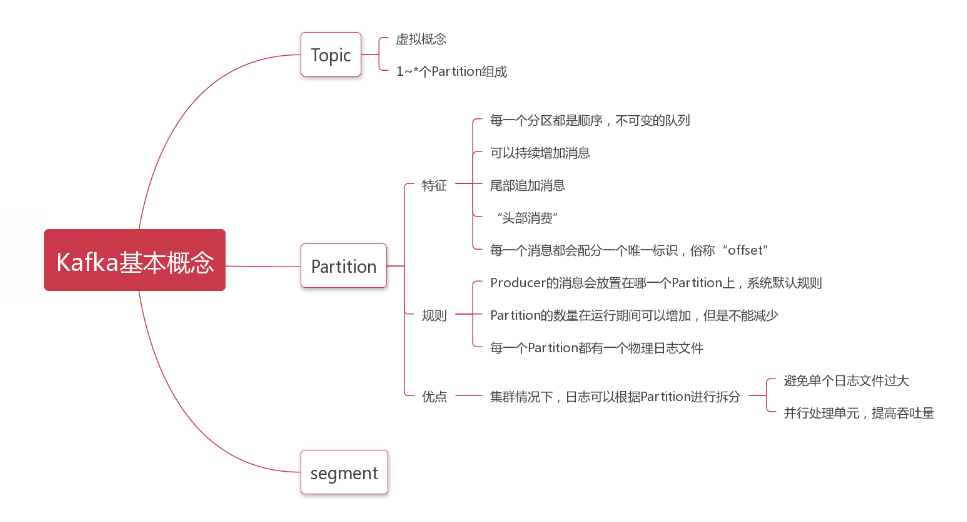 Kafka基本概念
Topic
虚拟概念
1~*个Partition组成
Partition
特征
每一个分区都是顺序，不可变的队列
可以持续增加消息
尾部追加消息
“头部消费”
每一个消息都会配分一个唯一标识，俗称“offset”
规则
Producer的消息会放置在哪一个Partition上，系统默认规则
Partition的数量在运行期间可以增加，但是不能减少
每一个Partition都有一个物理日志文件
优点
集群情况下，日志可以根据Partition进行拆分
避免单个日志文件过大
并行处理单元，提高吞吐量
segment